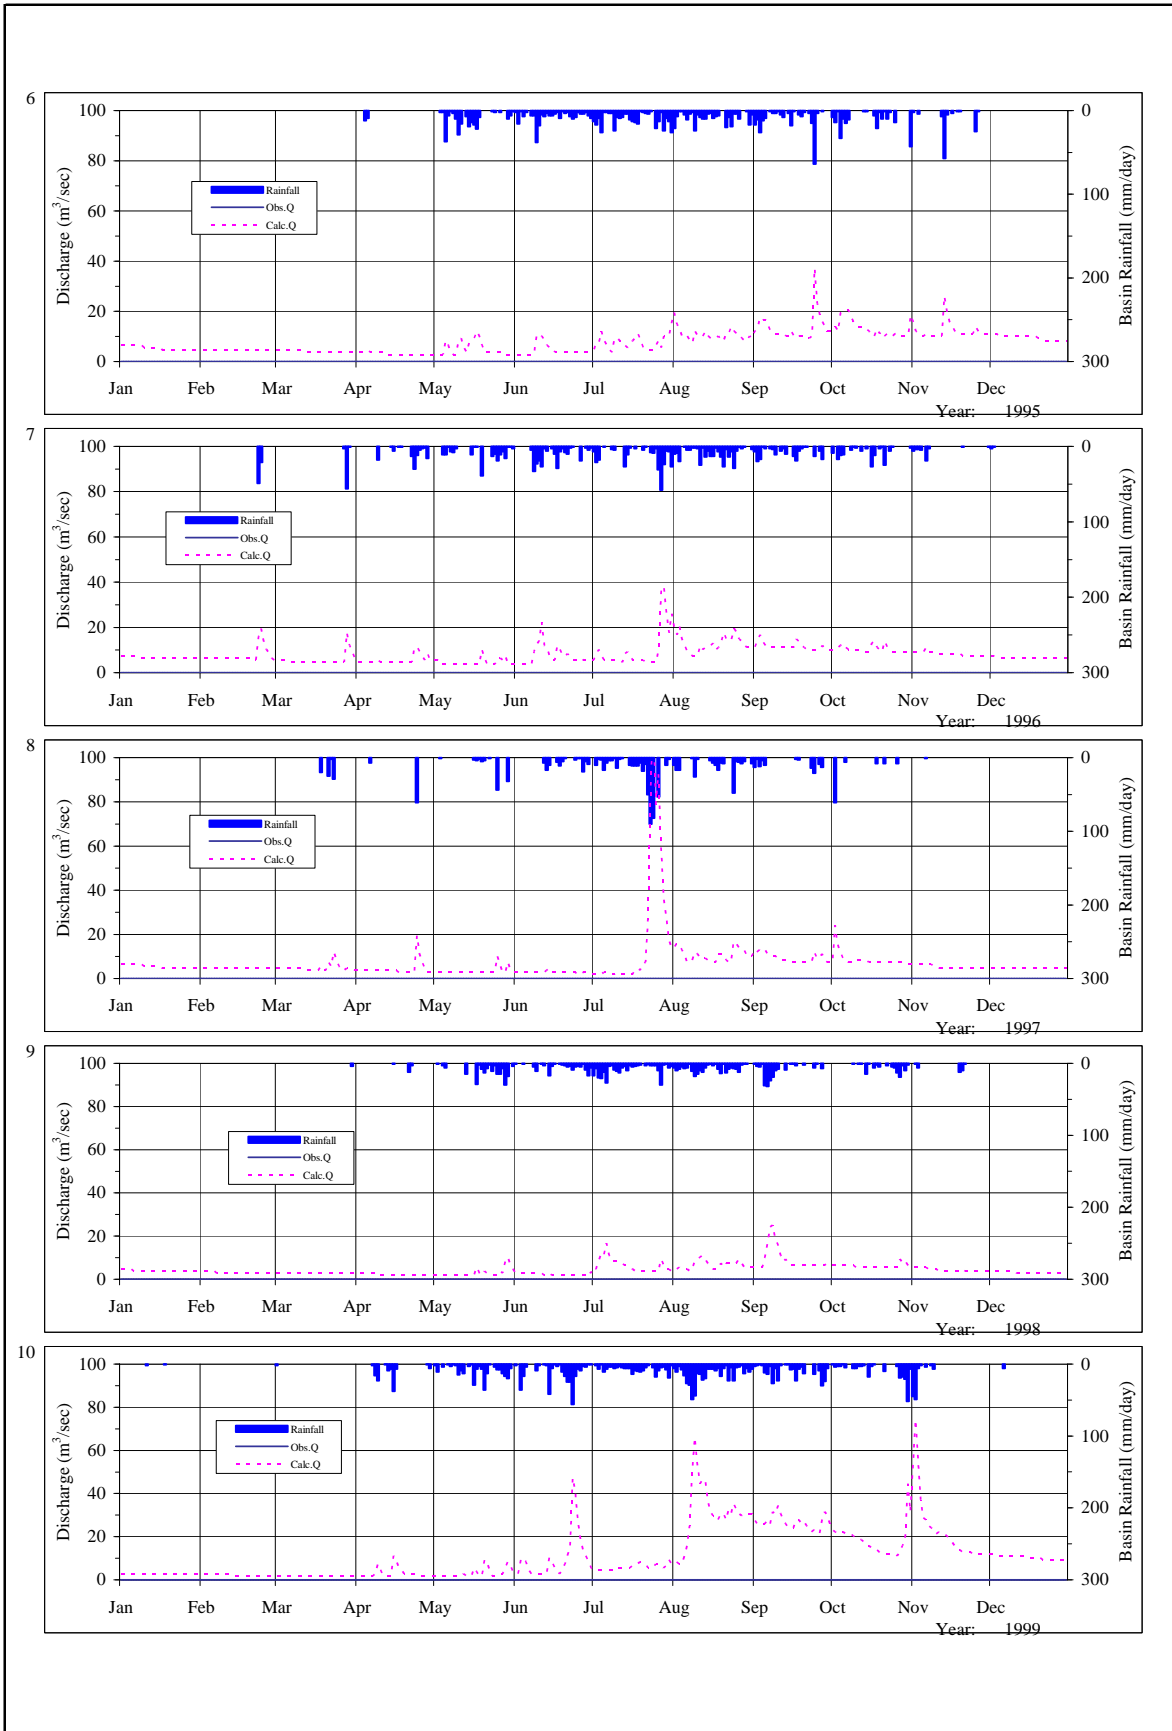 6
100
80
60
40
20
0
Discharge (m³/sec)
0
100
200
300
Basin Rainfall (mm/day)
Rainfall
Obs.Q
Calc.Q
Jan Feb Mar Apr May Jun Jul Aug Sep Oct Nov Dec
Year: 1995
7
100
80
60
40
20
0
Discharge (m³/sec)
0
100
200
300
Basin Rainfall (mm/day)
Rainfall
Obs.Q
Calc.Q
Jan Feb Mar Apr May Jun Jul Aug Sep Oct Nov Dec
Year: 1996
8
100
80
60
40
20
0
Discharge (m³/sec)
0
100
200
300
Basin Rainfall (mm/day)
Rainfall
Obs.Q
Calc.Q
Jan Feb Mar Apr May Jun Jul Aug Sep Oct Nov Dec
Year: 1997
9
100
80
60
40
20
0
Discharge (m³/sec)
0
100
200
300
Basin Rainfall (mm/day)
Rainfall
Obs.Q
Calc.Q
Jan Feb Mar Apr May Jun Jul Aug Sep Oct Nov Dec
Year: 1998
10
100
80
60
40
20
0
Discharge (m³/sec)
0
100
200
300
Basin Rainfall (mm/day)
Rainfall
Obs.Q
Calc.Q
Jan Feb Mar Apr May Jun Jul Aug Sep Oct Nov Dec
Year: 1999